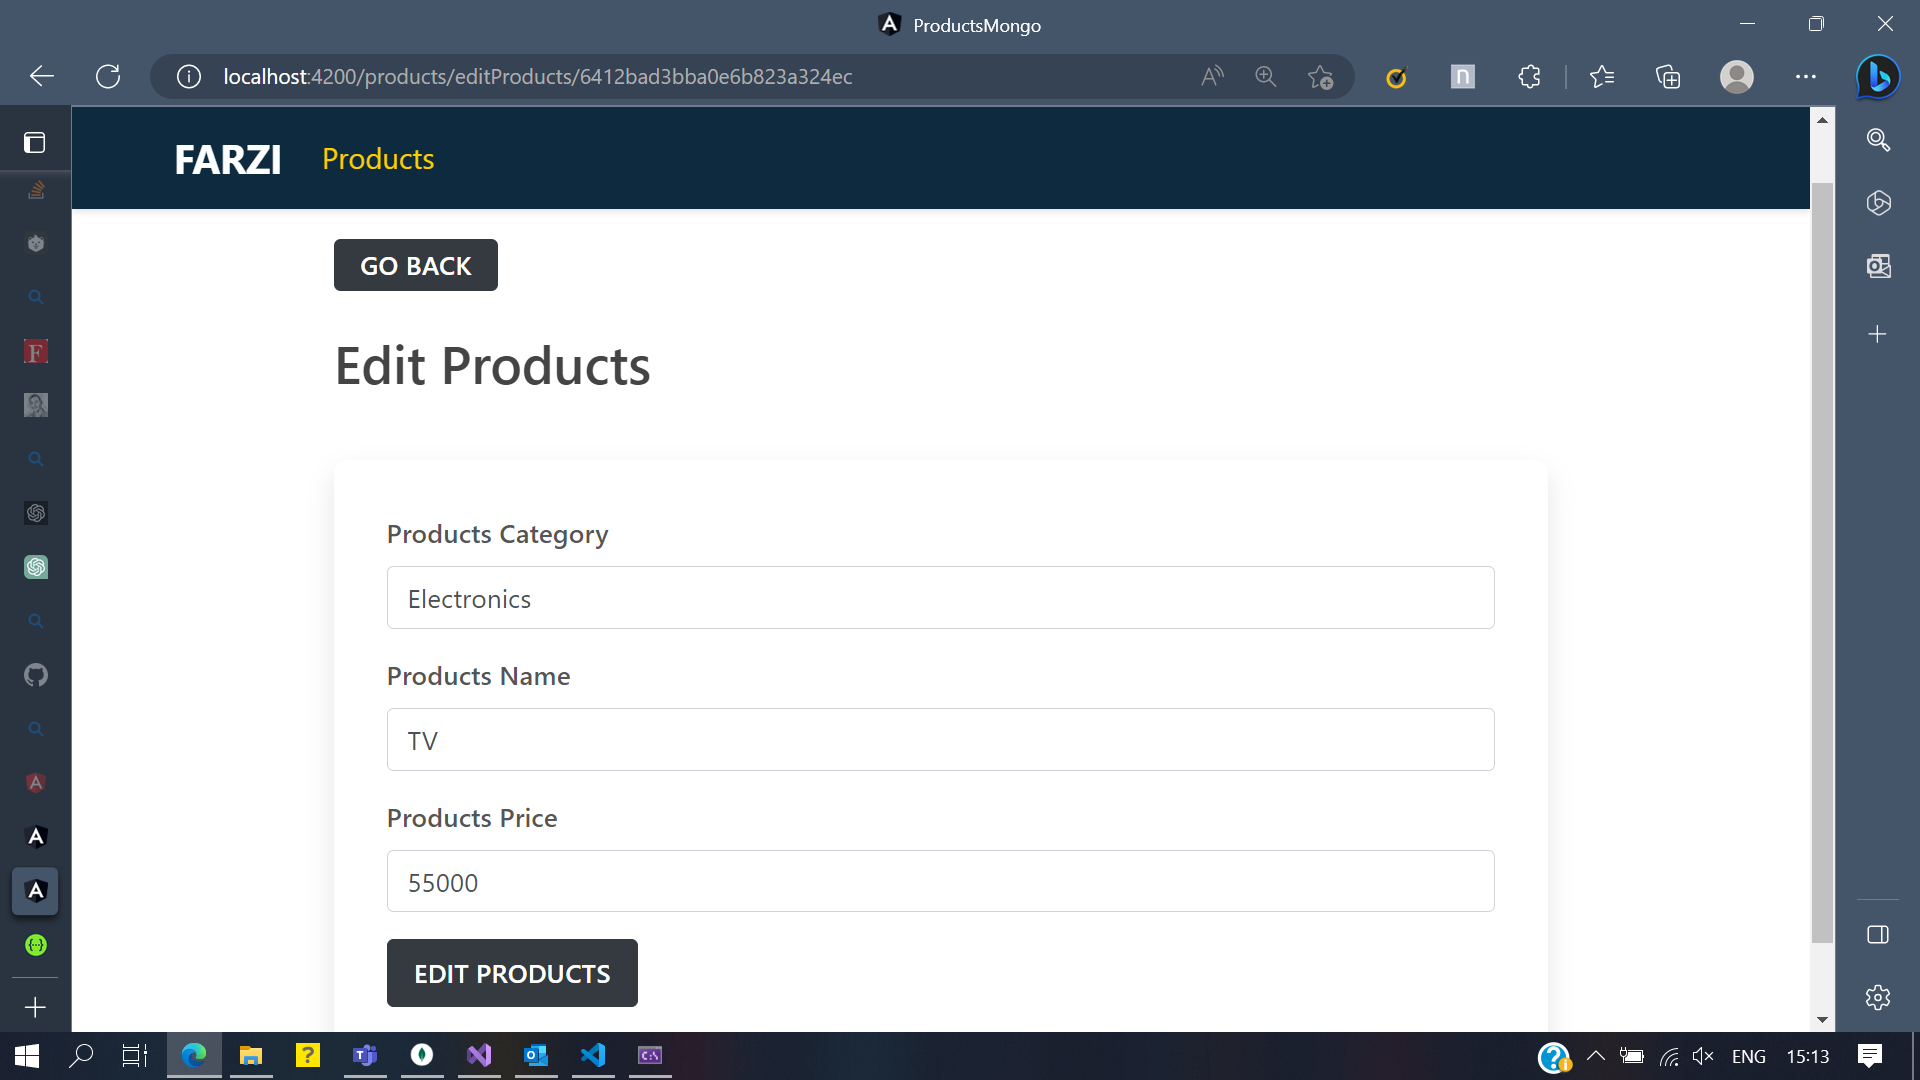 ProductsMongo
localhost:4200/products/editProducts/6412bad3bba0e6b823a324ec
FARZI
Products
GO BACK
Edit Products
Products Category
Electronics
Products Name
TV
Products Price
55000
EDIT PRODUCTS
ENG
15:13